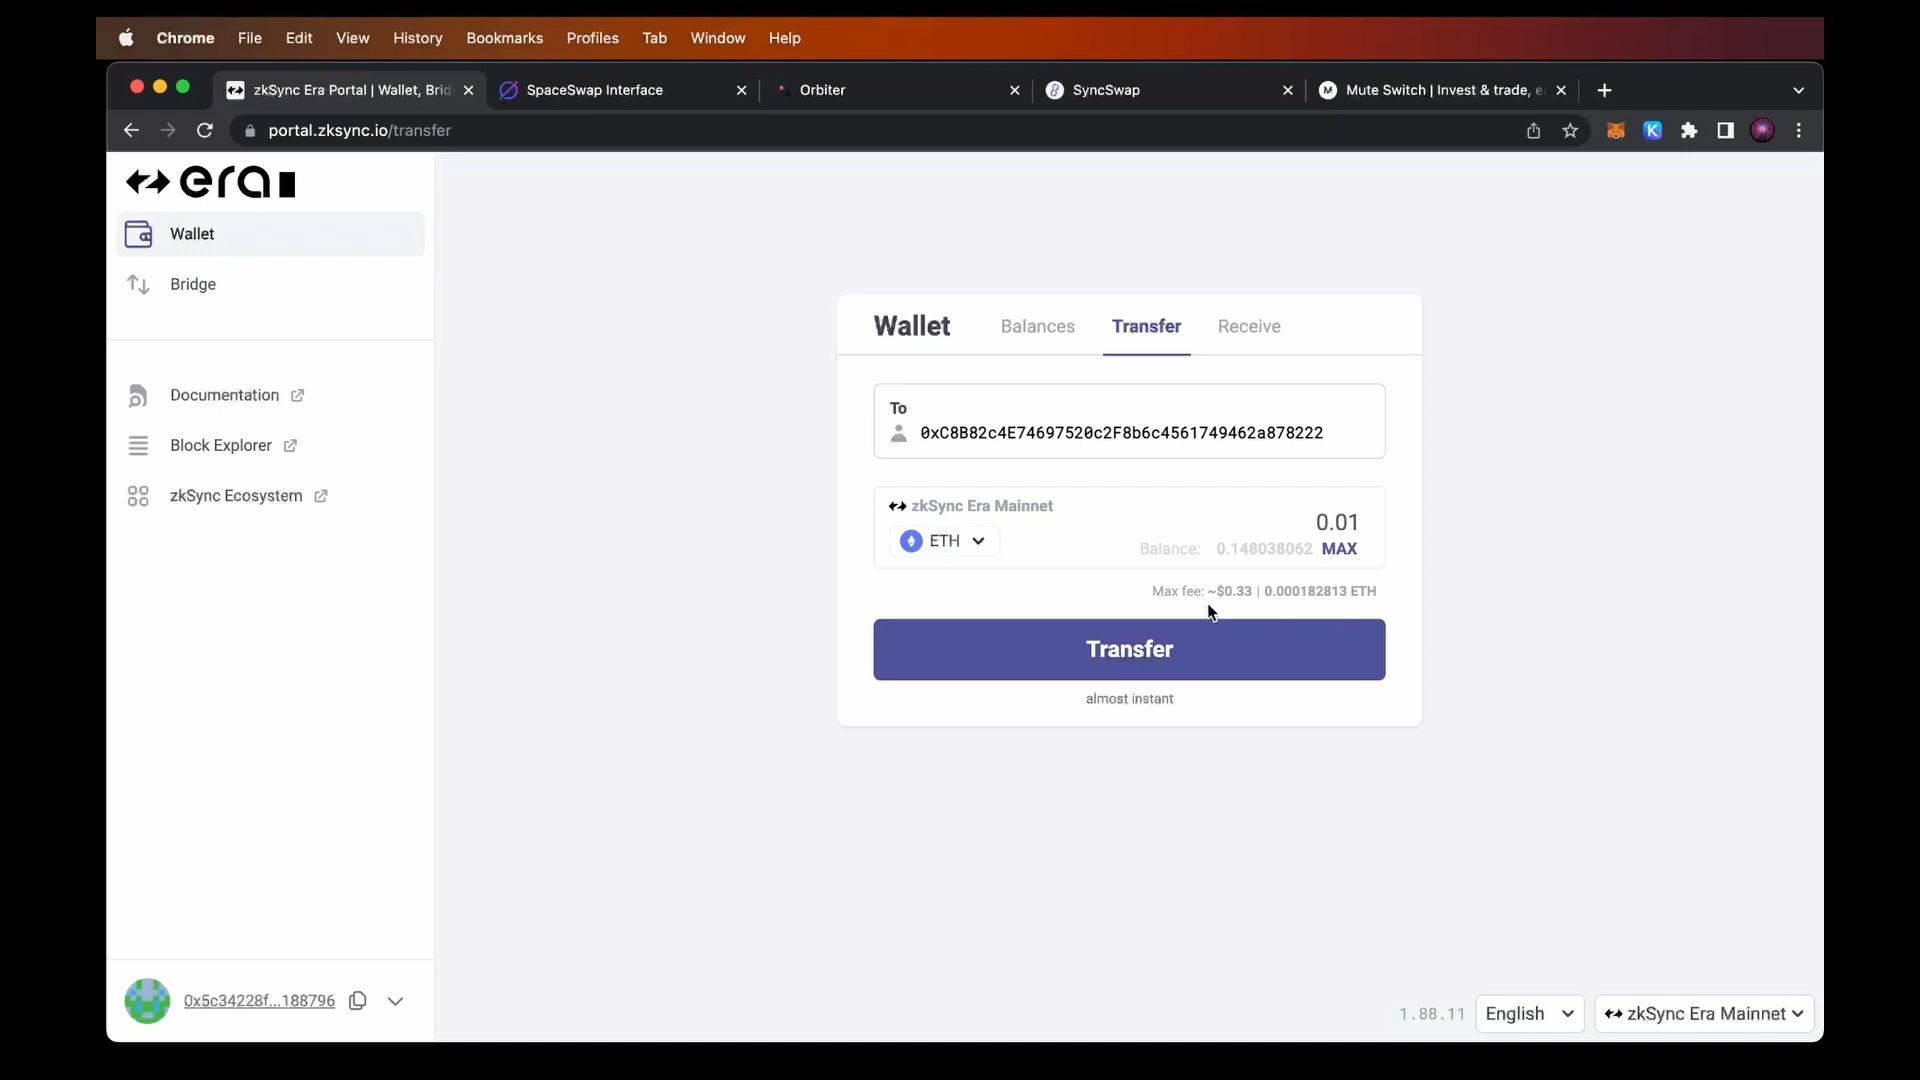 Chrome File Edit View History Bookmarks Profiles Tab Window Help
zkSync Era Portal | Wallet, Brid SpaceSwap Interface Orbiter SyncSwap Mute Switch | Invest & trade, e
portal.zksync.io/transfer
era
Wallet
Bridge
Documentation
Block Explorer
zkSync Ecosystem
Wallet Balances Transfer Receive
To
0xC8B82c4E74697520c2F8b6c4561749462a878222
zkSync Era Mainnet
0.01
ETH
Balance: 0.148038062 MAX
Max fee: ~$0.33 | 0.000182813 ETH
Transfer
almost instant
0x5c34228f...188796
1.88.11 English zkSync Era Mainnet